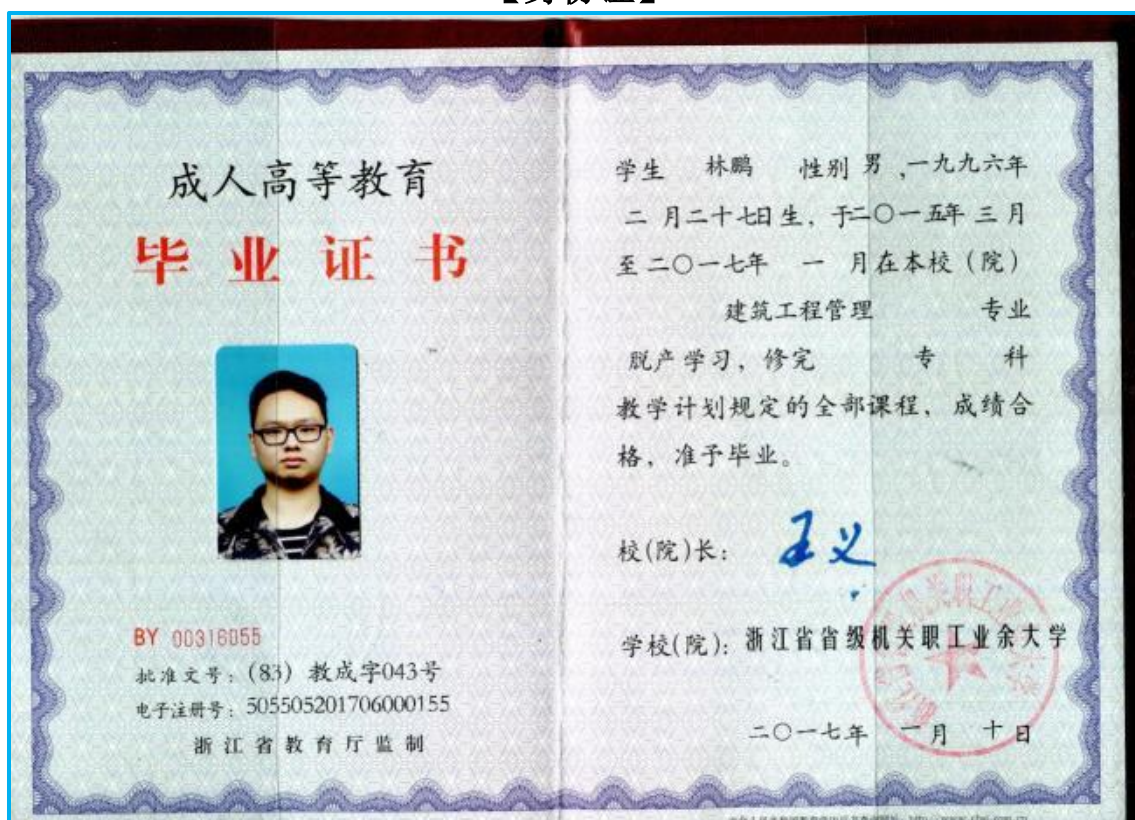 成人高等教育
毕业证书
BY 00316055
批准文号：(83) 教成字043号
电子注册号：505505201706000155
浙江省教育厅监制
学生 林鹏 性别 男 ,一九九六年
二 月二十七日生, 于二〇一五年 三 月
至二〇一七年 一 月在本校（院）
建筑工程管理 专业
脱产学习, 修完 专 科
教学计划规定的全部课程, 成绩合
格, 准予毕业。
校(院)长: 王义
学校(院): 浙江省省级机关职工业余大学
二〇一七年 一月 十日